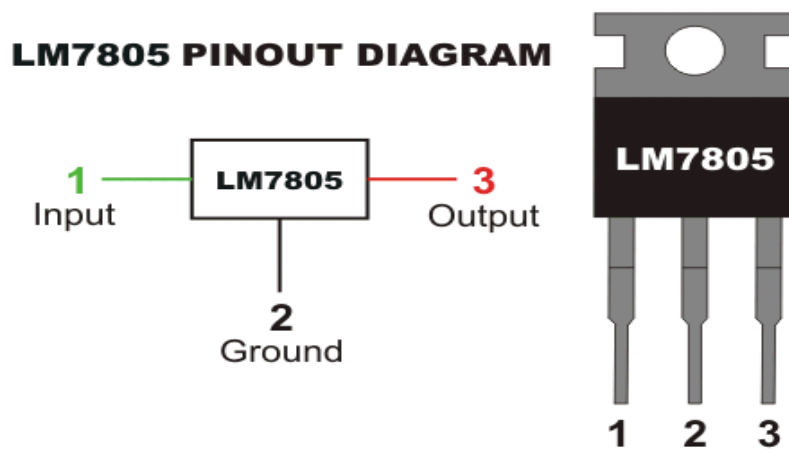 LM7805 PINOUT DIAGRAM
1
Input
LM7805
3
Output
2
Ground
LM7805
1 2 3